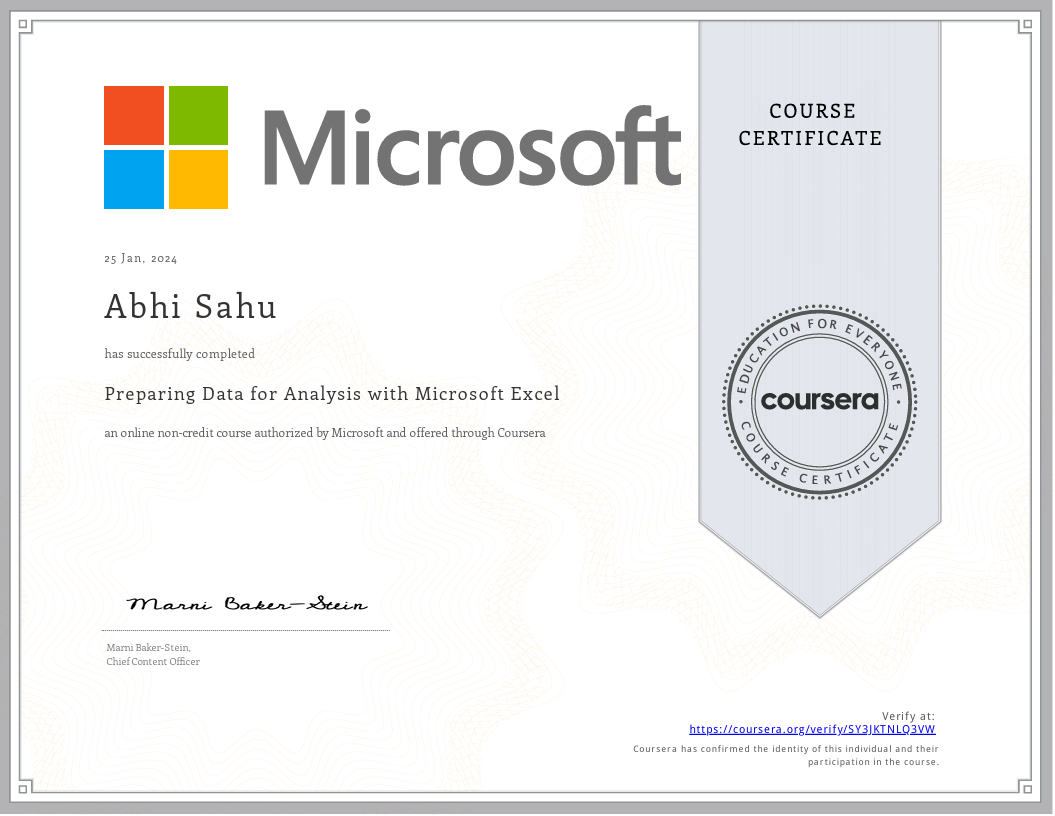 Microsoft
COURSE
CERTIFICATE
25 Jan, 2024
Abhi Sahu
has successfully completed
Preparing Data for Analysis with Microsoft Excel
an online non-credit course authorized by Microsoft and offered through Coursera
EDUCATION FOR EVERYONE
coursera
COURSE CERTIFICATE
Marni Baker-Stein
Marni Baker-Stein,
Chief Content Officer
Verify at:
https://coursera.org/verify/SY3JKTNLQ3VW
Coursera has confirmed the identity of this individual and their
participation in the course.